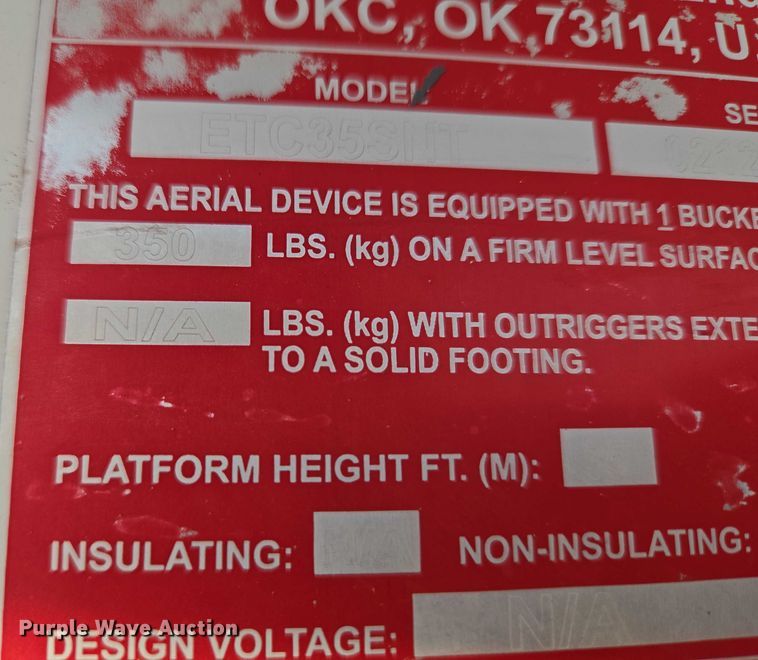 OKC, OK, 73114, U
MODEL
SE
ETC35SNT
0212
THIS AERIAL DEVICE IS EQUIPPED WITH 1 BUCKE
350 LBS. (kg) ON A FIRM LEVEL SURFAC
N/A LBS. (kg) WITH OUTRIGGERS EXTE
TO A SOLID FOOTING.
PLATFORM HEIGHT FT. (M):
INSULATING: NON-INSULATING:
DESIGN VOLTAGE: N/A
Purple Wave Auction